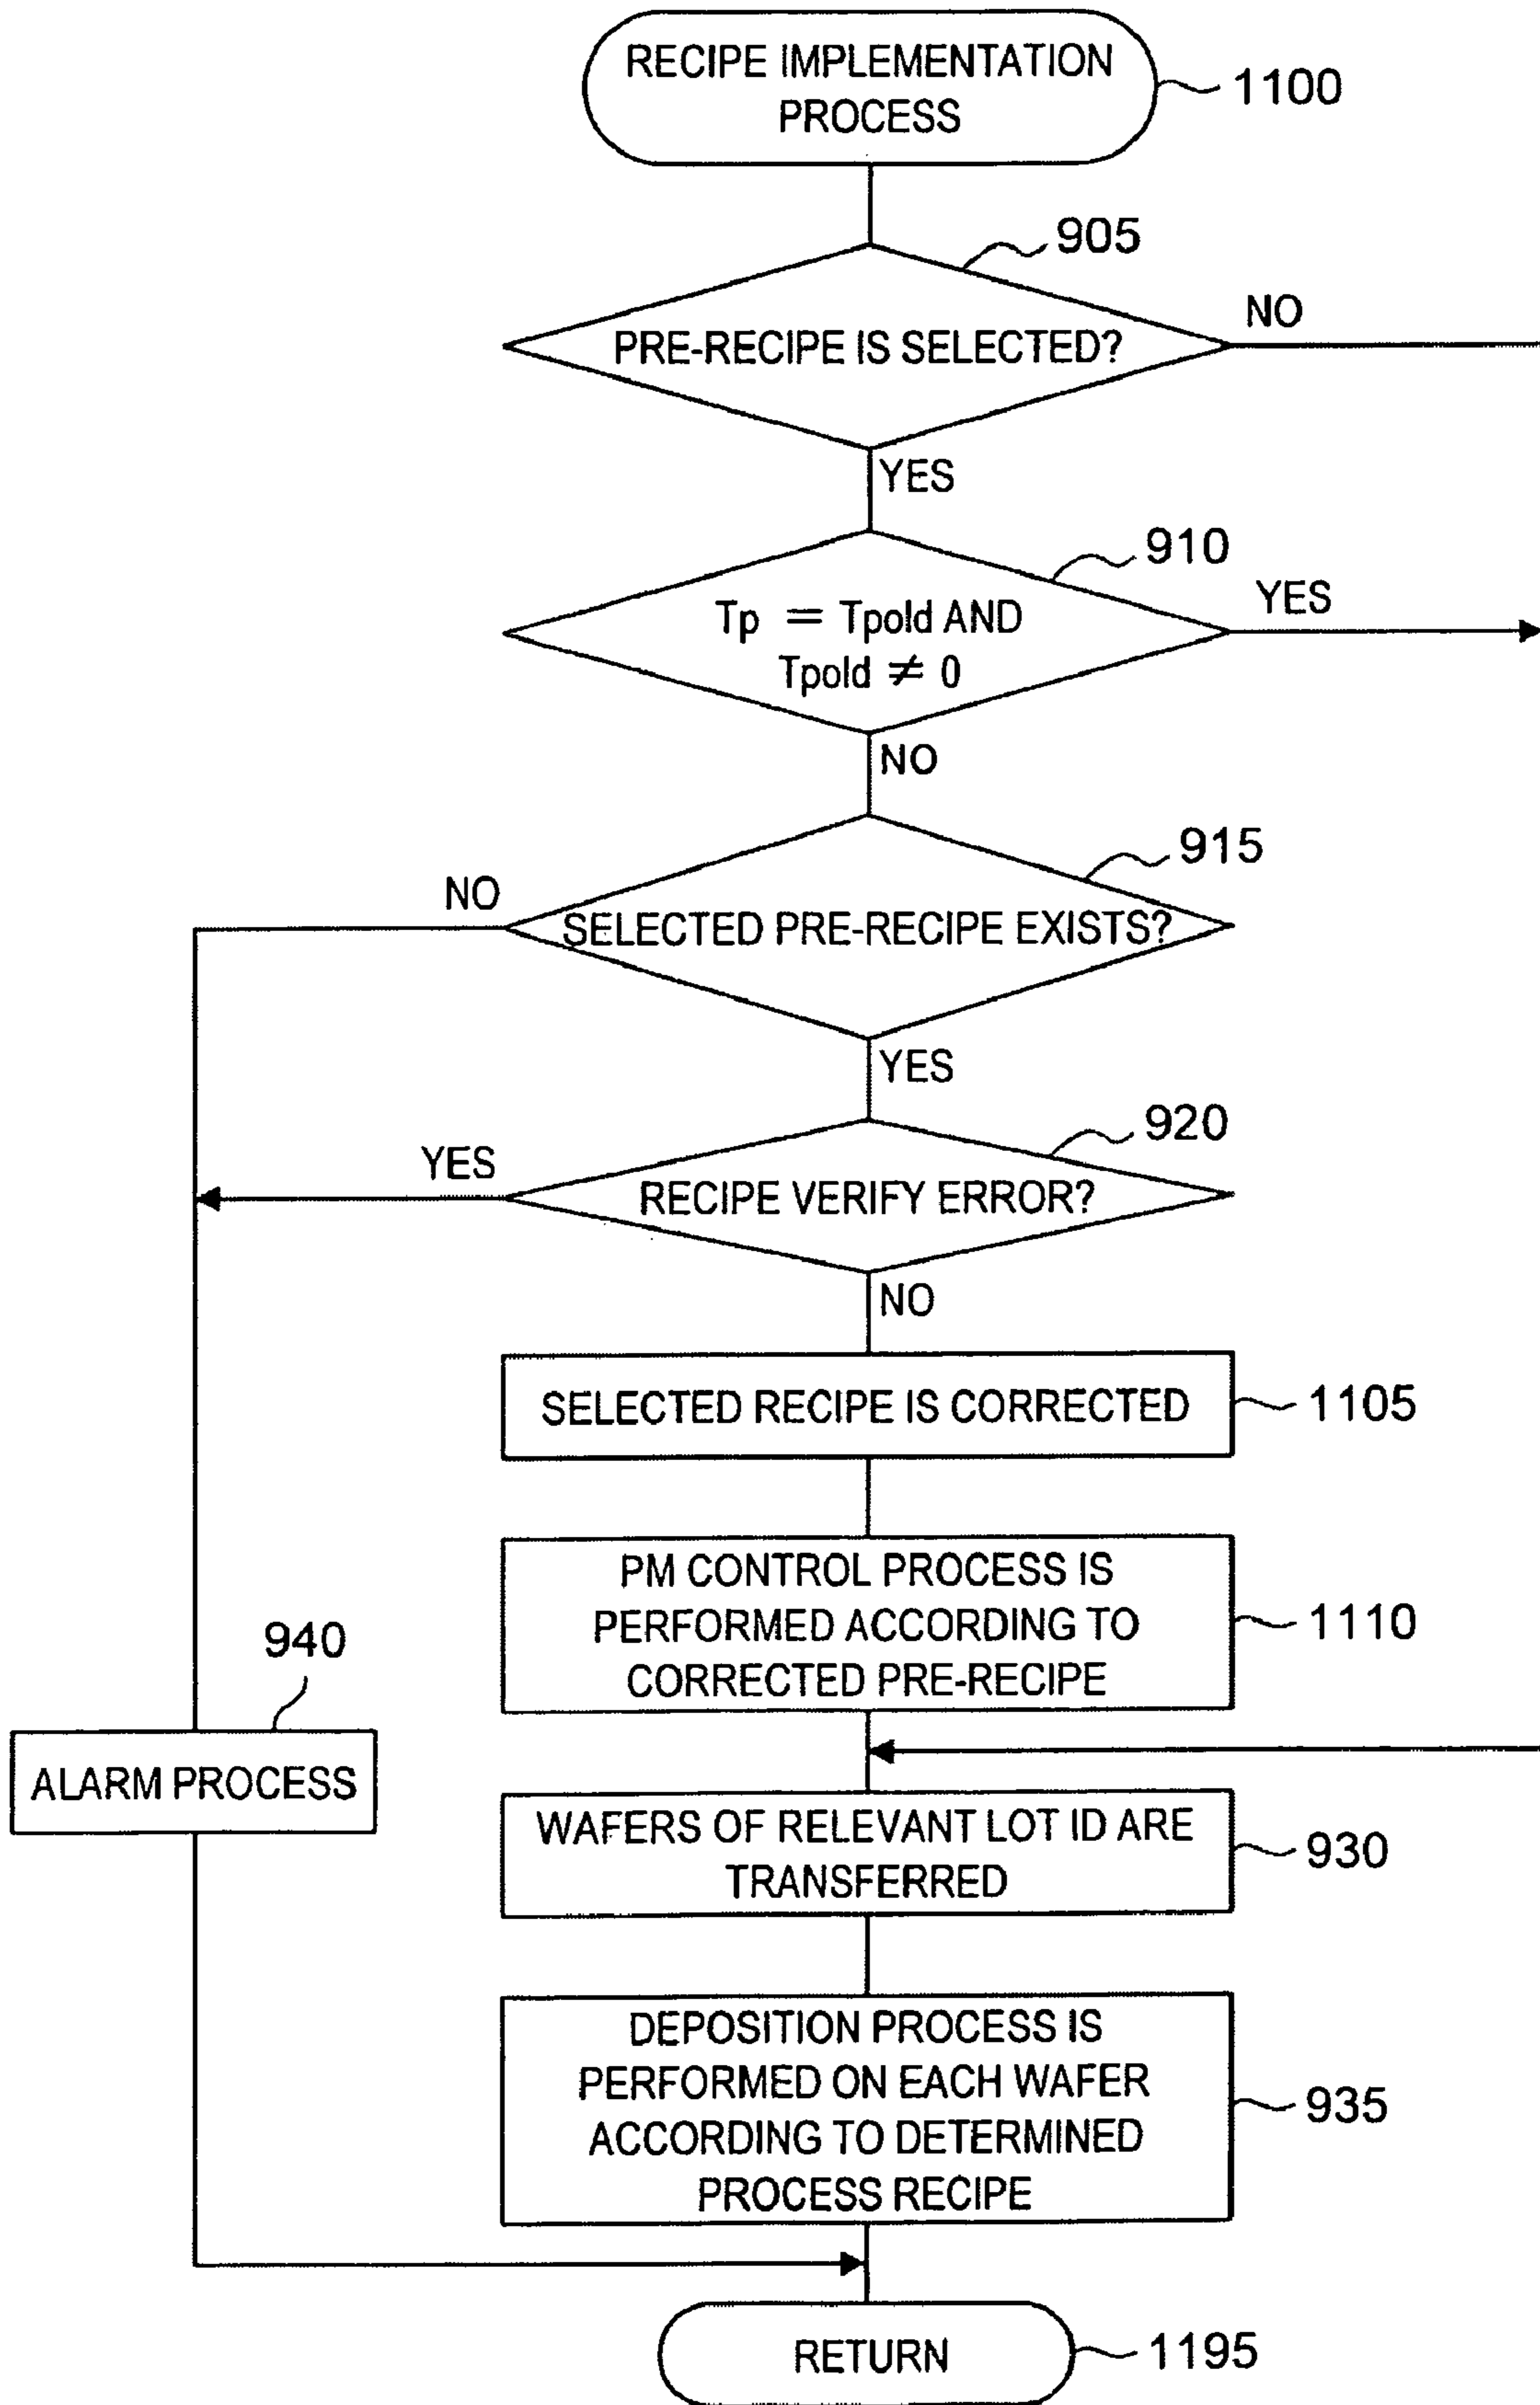 RECIPE IMPLEMENTATION
PROCESS
1100
905
PRE-RECIPE IS SELECTED?
NO
YES
910
Tp = Tpold AND
Tpold ≠ 0
YES
NO
915
NO
SELECTED PRE-RECIPE EXISTS?
YES
920
YES
RECIPE VERIFY ERROR?
NO
SELECTED RECIPE IS CORRECTED
1105
PM CONTROL PROCESS IS
PERFORMED ACCORDING TO
CORRECTED PRE-RECIPE
1110
940
ALARM PROCESS
WAFERS OF RELEVANT LOT ID ARE
TRANSFERRED
930
DEPOSITION PROCESS IS
PERFORMED ON EACH WAFER
ACCORDING TO DETERMINED
PROCESS RECIPE
935
RETURN
1195